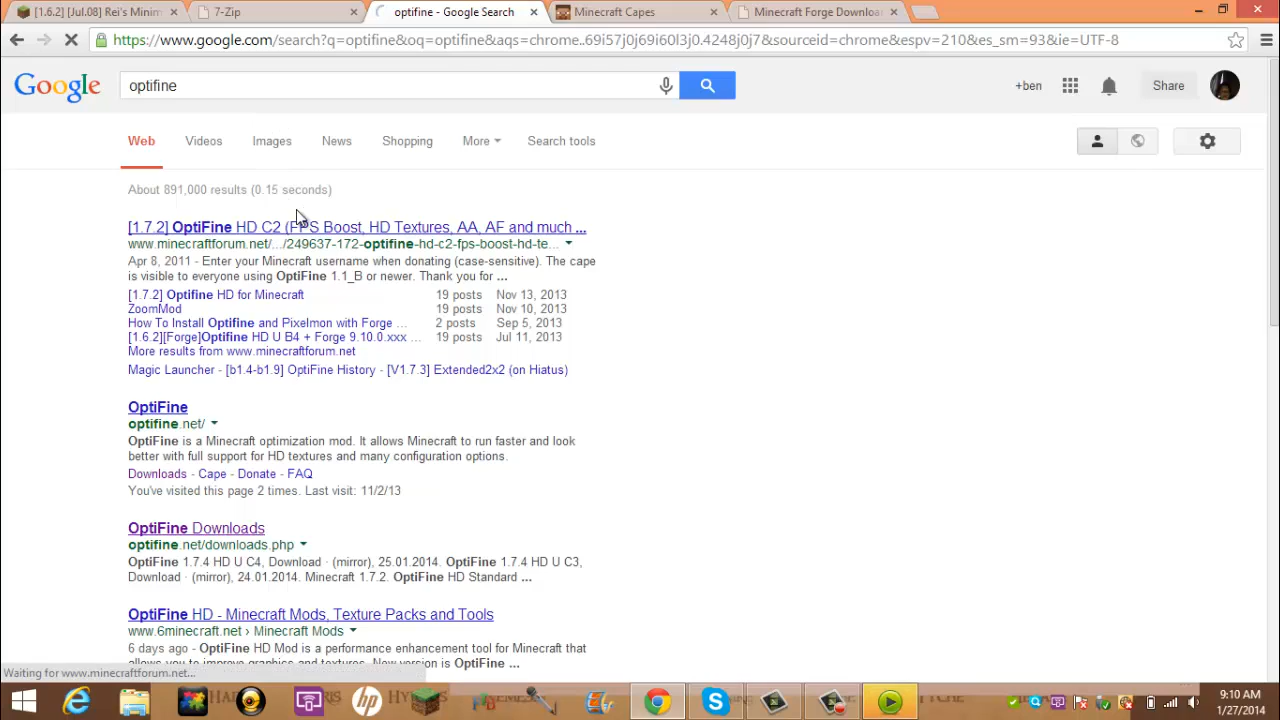 [1.6.2] [Jul.08] Rei's Minim
7-Zip
optifine - Google Search
Minecraft Capes
Minecraft Forge Downloa
https://www.google.com/search?q=optifine&oq=optifine&aqs=chrome..69i57j0j69i60l3j0.4248j0j7&sourceid=chrome&espv=210&es_sm=93&ie=UTF-8
Google
optifine
+ben
Share
Web
Videos
Images
News
Shopping
More
Search tools
About 891,000 results (0.15 seconds)
[1.7.2] OptiFine HD C2 (FPS Boost, HD Textures, AA, AF and much ...
www.minecraftforum.net/.../249637-172-optifine-hd-c2-fps-boost-hd-te...
Apr 8, 2011 - Enter your Minecraft username when donating (case-sensitive). The cape
is visible to everyone using OptiFine 1.1_B or newer. Thank you for ...
[1.7.2] Optifine HD for Minecraft 19 posts Nov 13, 2013
ZoomMod 19 posts Nov 10, 2013
How To Install Optifine and Pixelmon with Forge ... 2 posts Sep 5, 2013
[1.6.2][Forge]Optifine HD U B4 + Forge 9.10.0.xxx ... 19 posts Jul 11, 2013
More results from www.minecraftforum.net
Magic Launcher - [b1.4-b1.9] OptiFine History - [V1.7.3] Extended2x2 (on Hiatus)
OptiFine
optifine.net/
OptiFine is a Minecraft optimization mod. It allows Minecraft to run faster and look
better with full support for HD textures and many configuration options.
Downloads - Cape - Donate - FAQ
You've visited this page 2 times. Last visit: 11/2/13
OptiFine Downloads
optifine.net/downloads.php
OptiFine 1.7.4 HD U C4, Download · (mirror), 25.01.2014. OptiFine 1.7.4 HD U C3,
Download · (mirror), 24.01.2014. Minecraft 1.7.2. OptiFine HD Standard ...
OptiFine HD - Minecraft Mods, Texture Packs and Tools
www.6minecraft.net › Minecraft Mods
6 days ago - OptiFine HD Mod is a performance enhancement tool for Minecraft that
allows you to improve graphics and textures. New version is OptiFine ...
Waiting for www.minecraftforum.net...
9:10 AM
1/27/2014